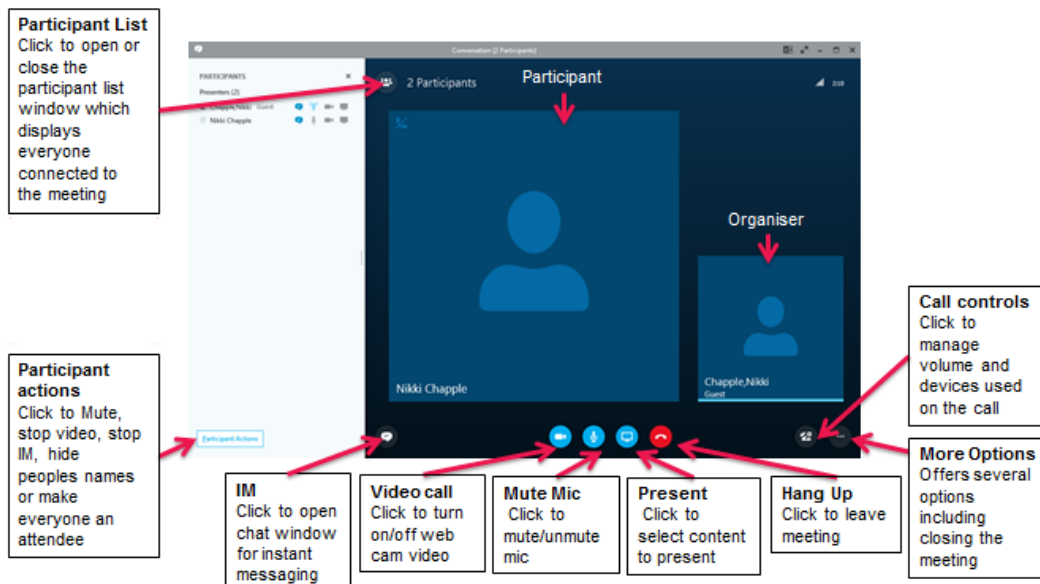 Participant List
Click to open or
close the
participant list
window which
displays
everyone
connected to
the meeting
Conversation (2 Participants)
PARTICIPANTS
Presenters (2)
Chapple,Nikki Guest
Nikki Chapple
2 Participants
Participant
2:10
Organiser
Nikki Chapple
Chapple,Nikki
Guest
Call controls
Click to
manage
volume and
devices used
on the call
Participant
actions
Click to Mute,
stop video, stop
IM, hide
peoples names
or make
everyone an
attendee
Participant Actions
IM
Click to open
chat window
for instant
messaging
Video call
Click to turn
on/off web
cam video
Mute Mic
Click to
mute/unmute
mic
Present
Click to
select content
to present
Hang Up
Click to leave
meeting
More Options
Offers several
options
including
closing the
meeting